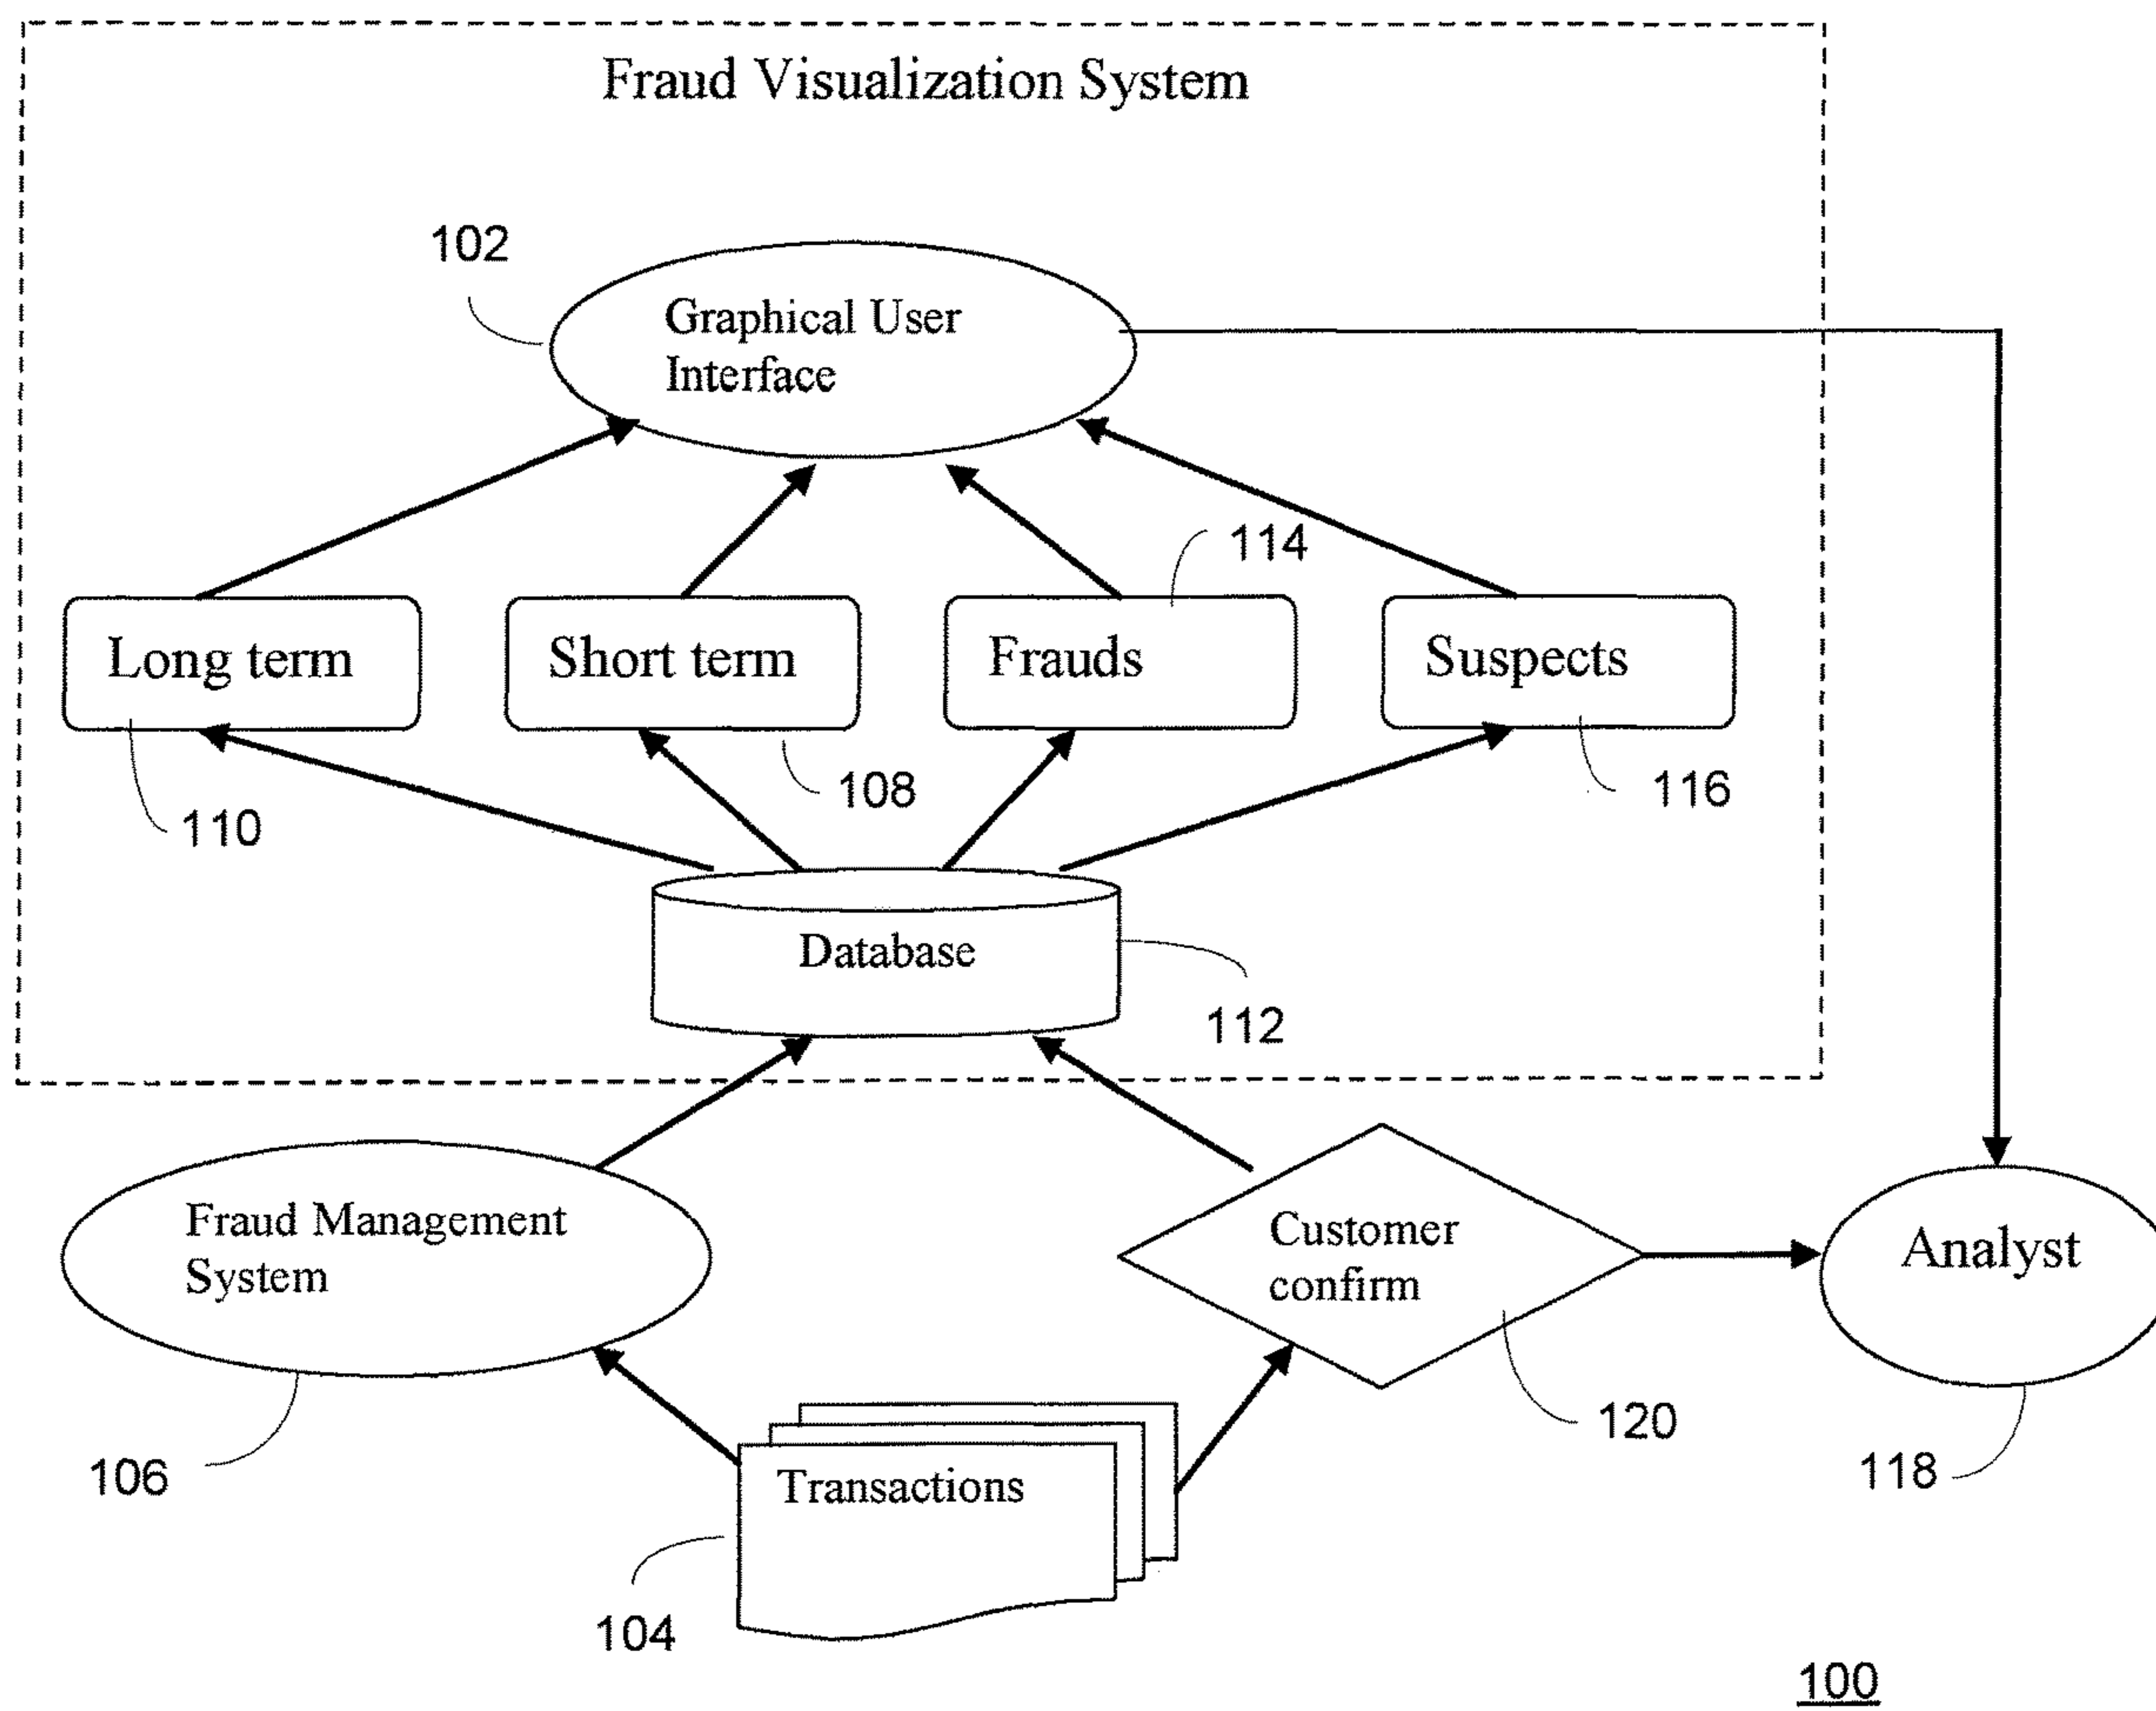 Fraud Visualization System
102
Graphical User
Interface
114
Long term
Short term
Frauds
Suspects
108
116
110
Database
112
Fraud Management
System
Customer
confirm
Analyst
120
106
118
Transactions
104
100